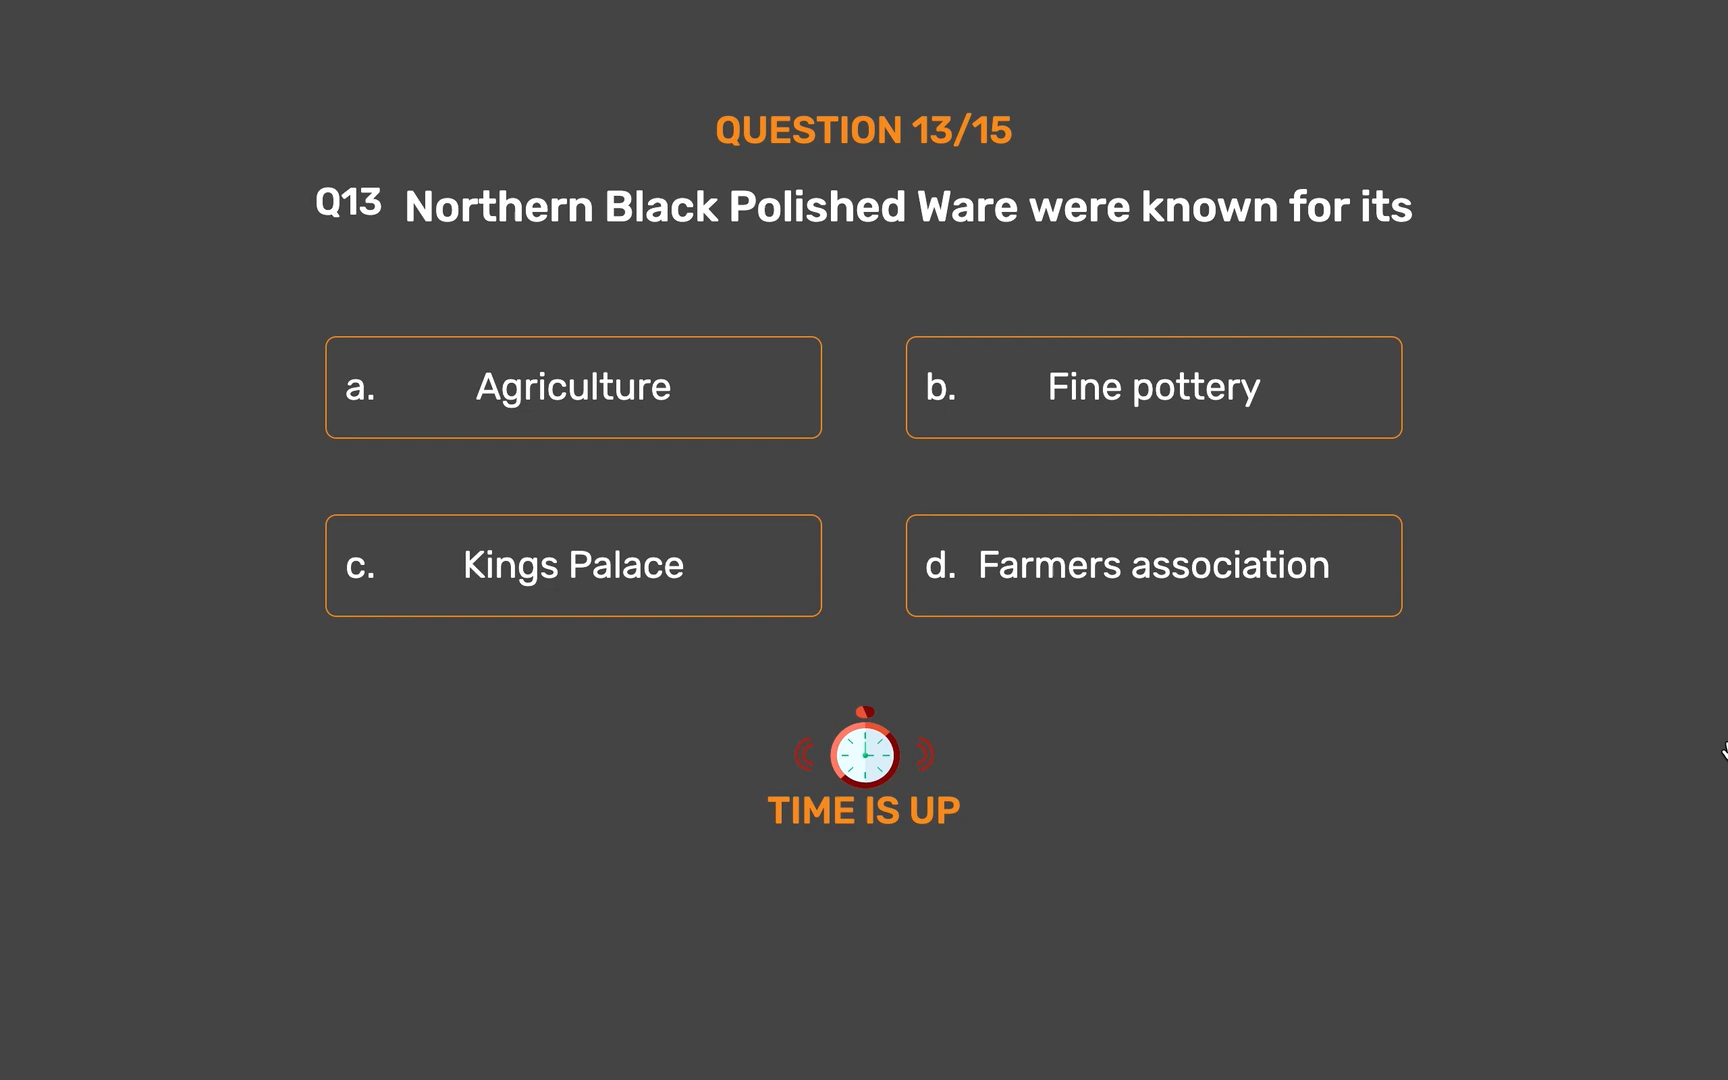 QUESTION 13/15
Q13 Northern Black Polished Ware were known for its
a. Agriculture
b. Fine pottery
c. Kings Palace
d. Farmers association
TIME IS UP